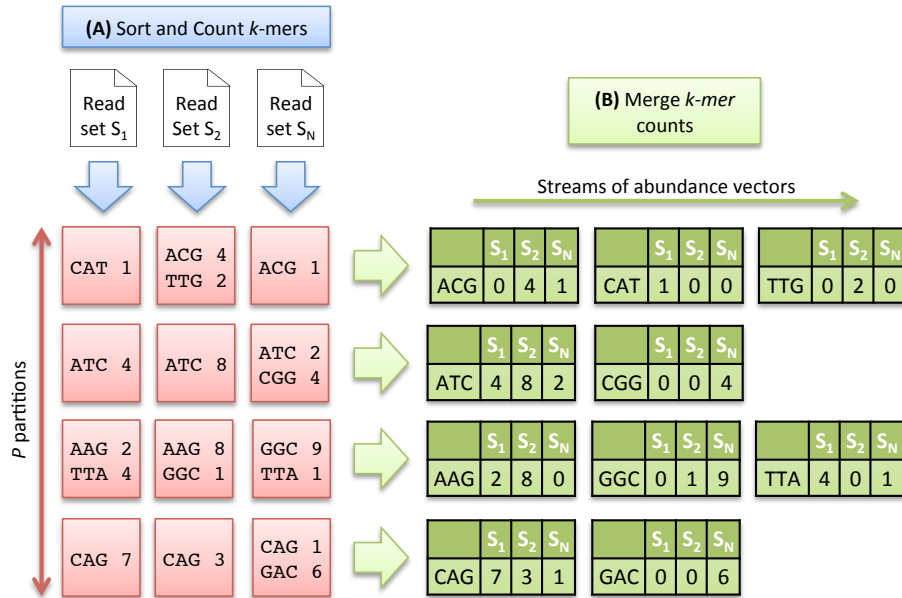 (A) Sort and Count k-mers
Read
set S1
Read
Set S2
Read
set SN
(B) Merge k-mer
counts
Streams of abundance vectors
P partitions
CAT 1
ACG 4
TTG 2
ACG 1
S1 S2 SN
ACG 0 4 1
S1 S2 SN
CAT 1 0 0
S1 S2 SN
TTG 0 2 0
ATC 4
ATC 8
ATC 2
CGG 4
S1 S2 SN
ATC 4 8 2
S1 S2 SN
CGG 0 0 4
AAG 2
TTA 4
AAG 8
GGC 1
GGC 9
TTA 1
S1 S2 SN
AAG 2 8 0
S1 S2 SN
GGC 0 1 9
S1 S2 SN
TTA 4 0 1
CAG 7
CAG 3
CAG 1
GAC 6
S1 S2 SN
CAG 7 3 1
S1 S2 SN
GAC 0 0 6